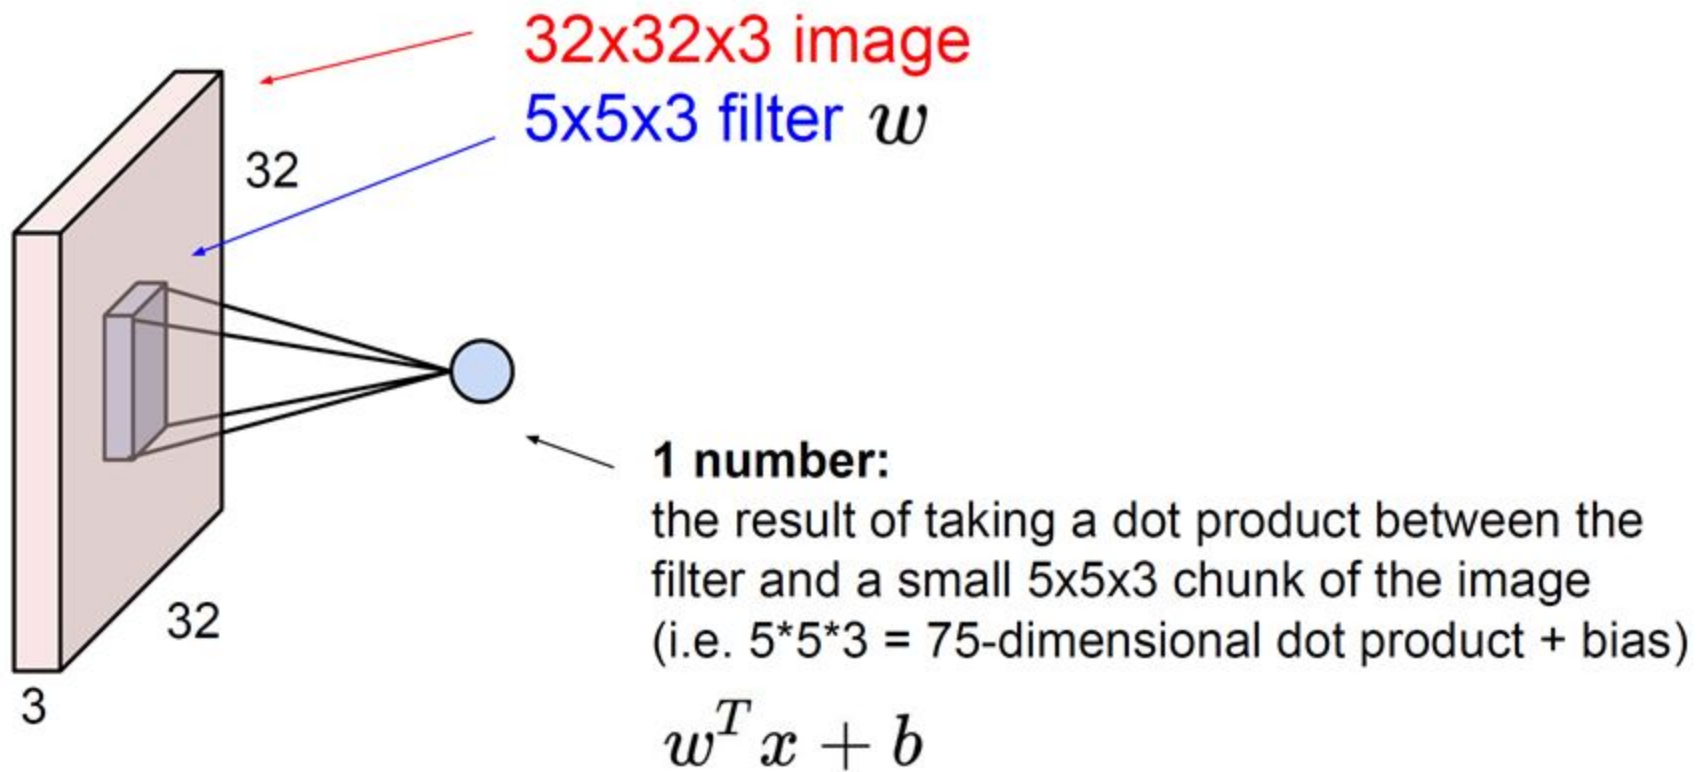 32x32x3 image
5x5x3 filter w
32
32
3
1 number:
the result of taking a dot product between the
filter and a small 5x5x3 chunk of the image
(i.e. 5*5*3 = 75-dimensional dot product + bias)
w^T x + b